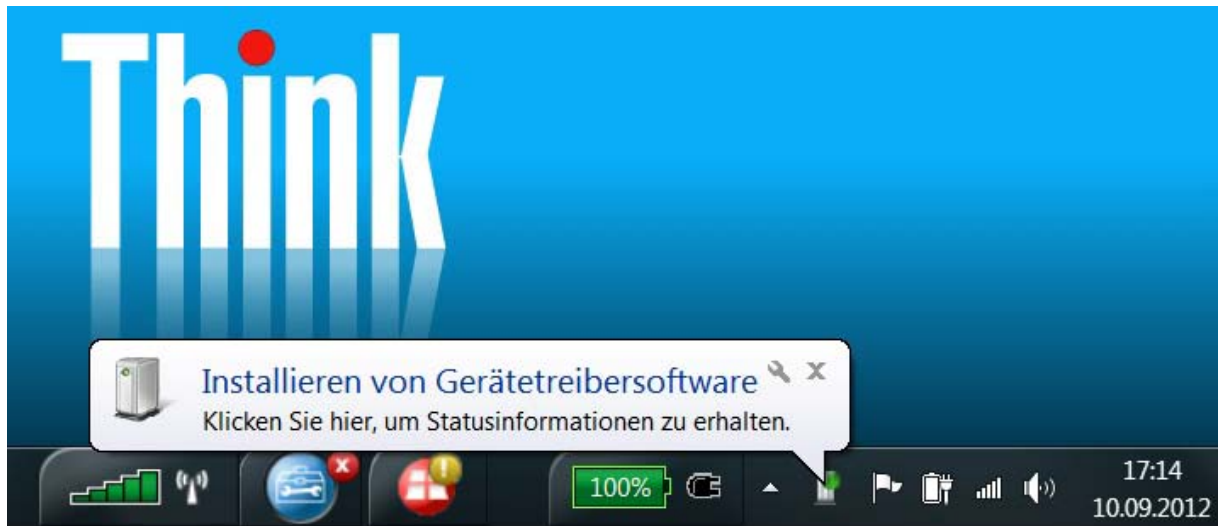 Think
Installieren von Gerätetreibersoftware
Klicken Sie hier, um Statusinformationen zu erhalten.
100%
17:14
10.09.2012